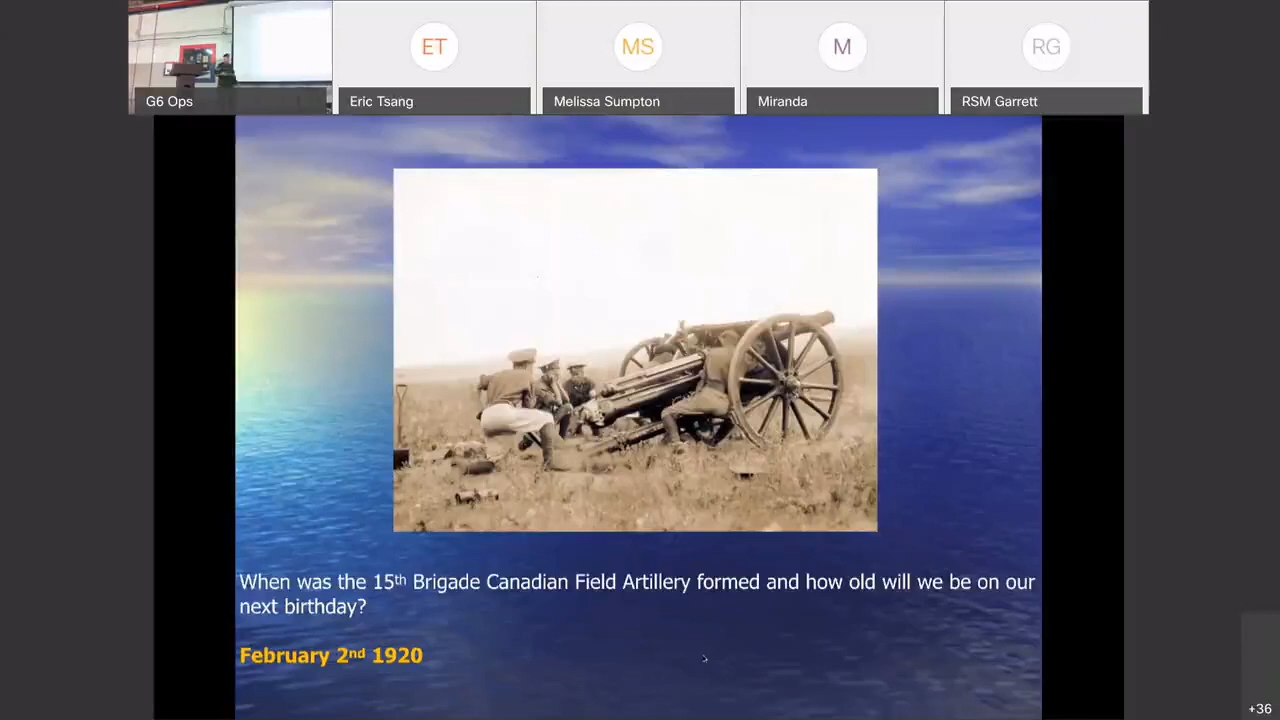 ET
MS
M
RG
G6 Ops
Eric Tsang
Melissa Sumpton
Miranda
RSM Garrett
When was the 15th Brigade Canadian Field Artillery formed and how old will we be on our
next birthday?
February 2nd 1920
+36